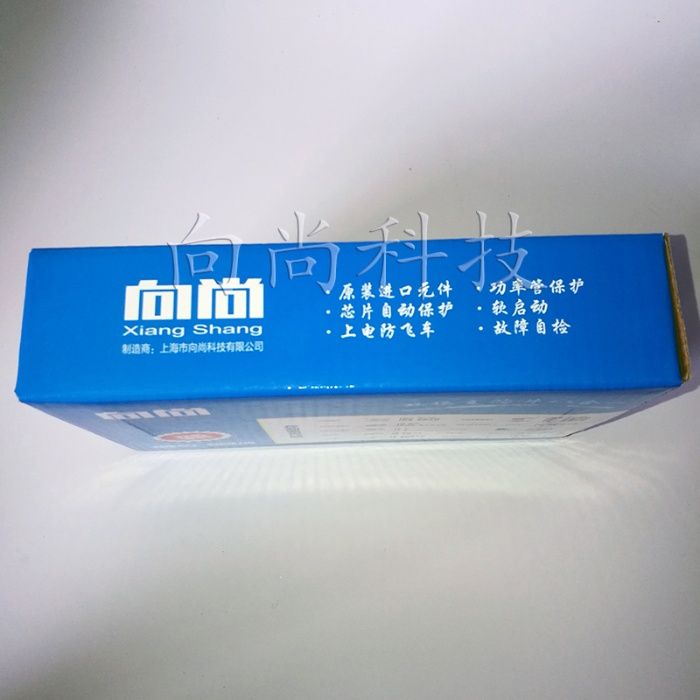 向尚科技
向尚
Xiang Shang
制造商：上海市向尚科技有限公司
· 原装进口元件
· 芯片自动保护
· 上电防飞车
· 功率管保护
· 软启动
· 故障自检
向尚